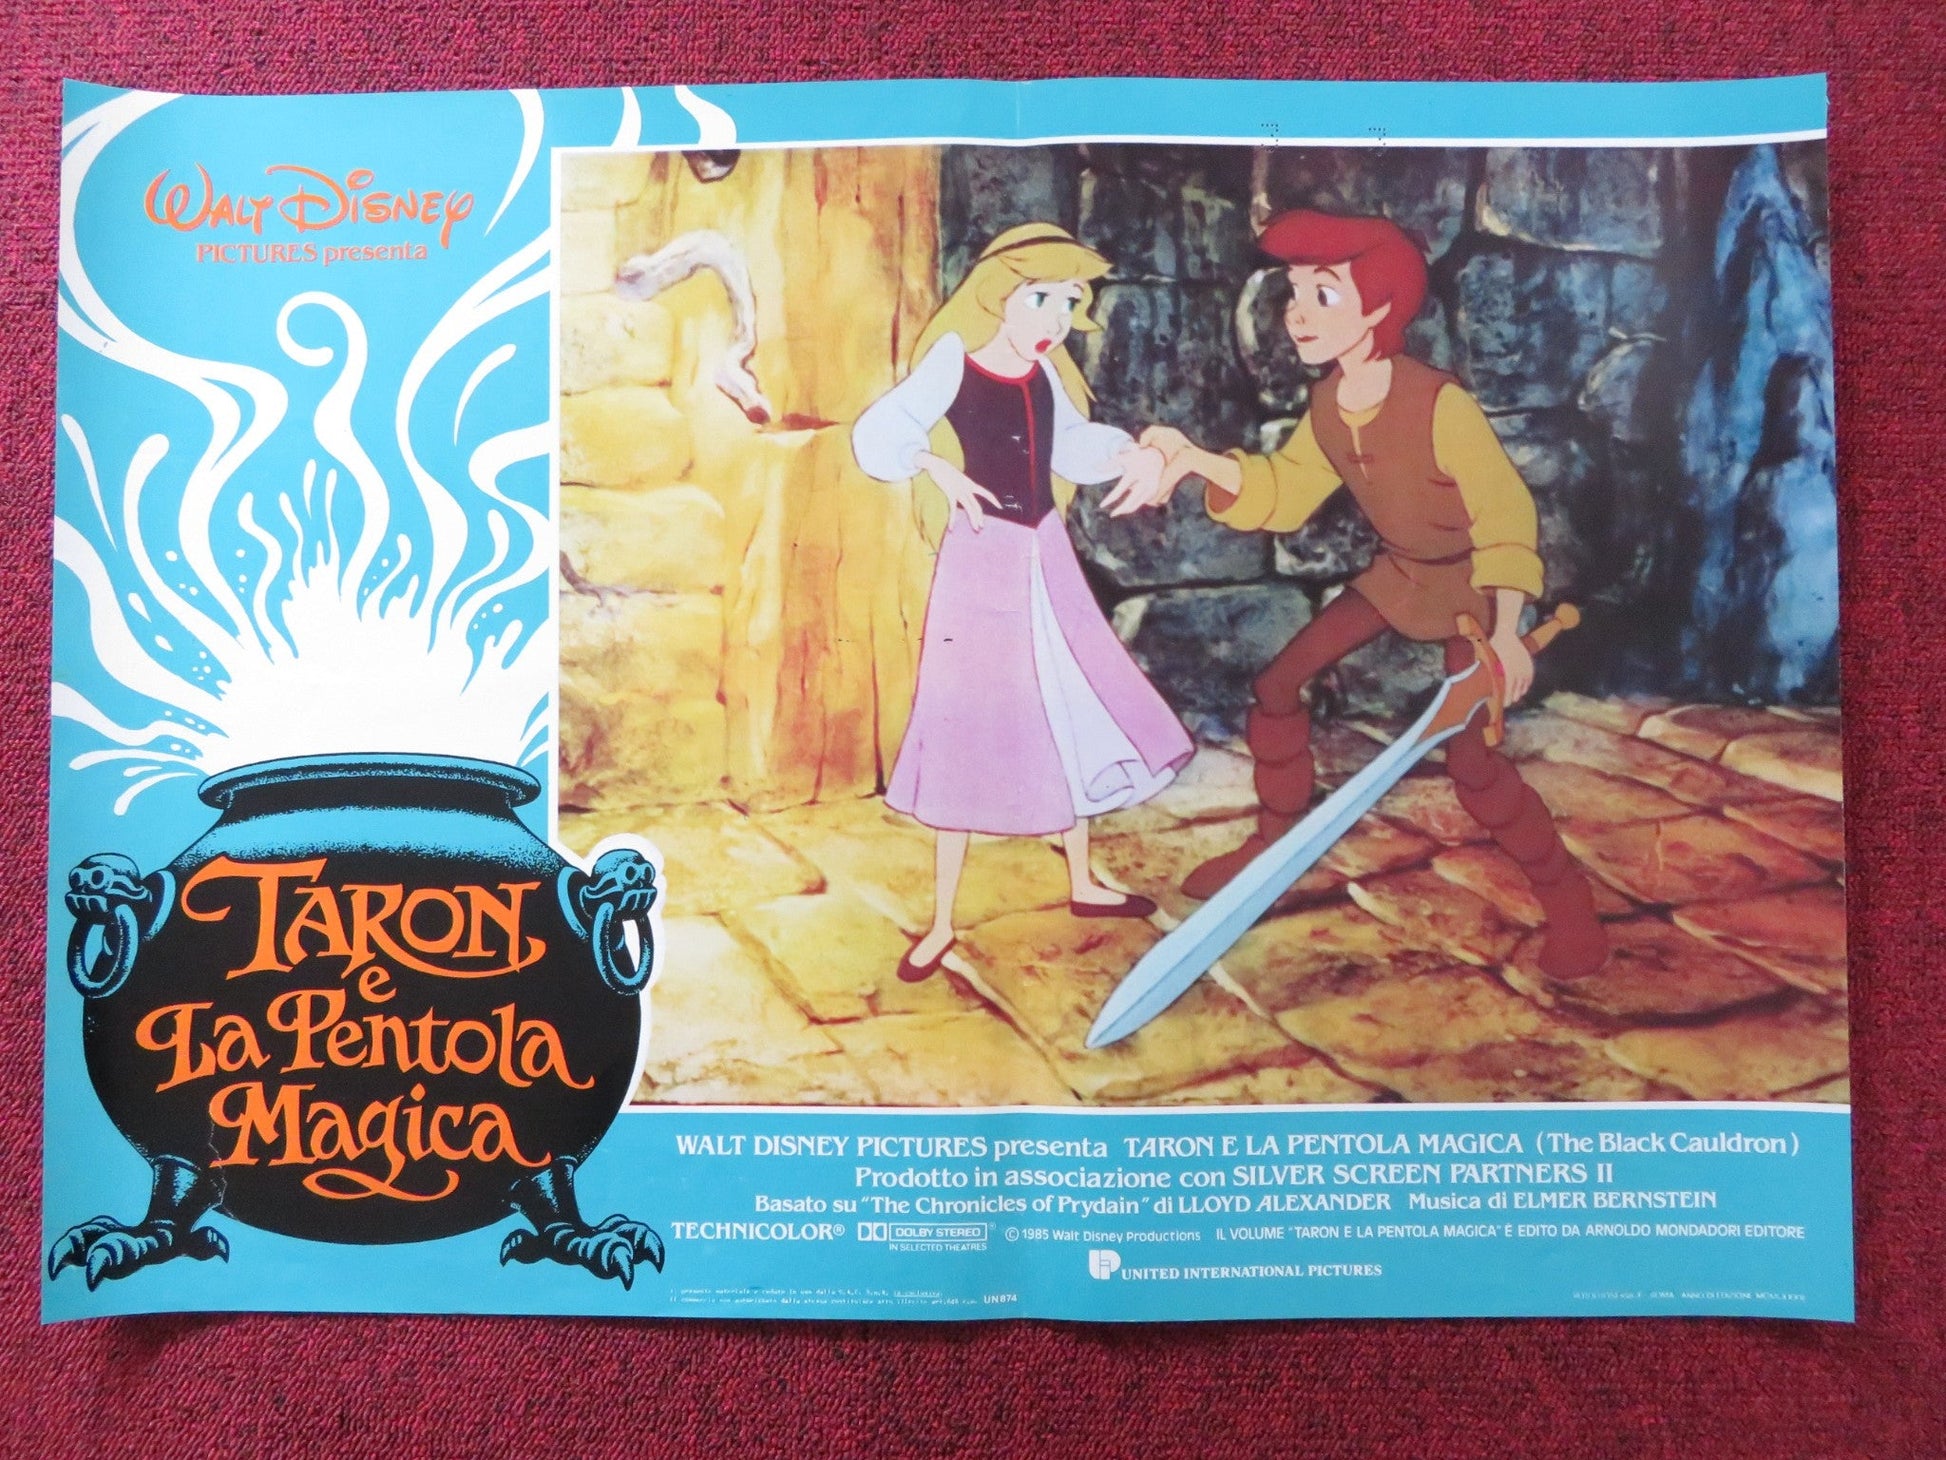 WALT DISNEY
PICTURES presenta
TARON
e
La Pentola
Magica
WALT DISNEY PICTURES presenta TARON E LA PENTOLA MAGICA (The Black Cauldron)
Prodotto in associazione con SILVER SCREEN PARTNERS II
Basato su "The Chronicles of Prydain" di LLOYD ALEXANDER Musica di ELMER BERNSTEIN
TECHNICOLOR® DOLBY STEREO ® © 1985 Walt Disney Productions IL VOLUME "TARON E LA PENTOLA MAGICA" È EDITO DA ARNOLDO MONDADORI EDITORE
IN SELECTED THEATRES
UNITED INTERNATIONAL PICTURES
UN 874